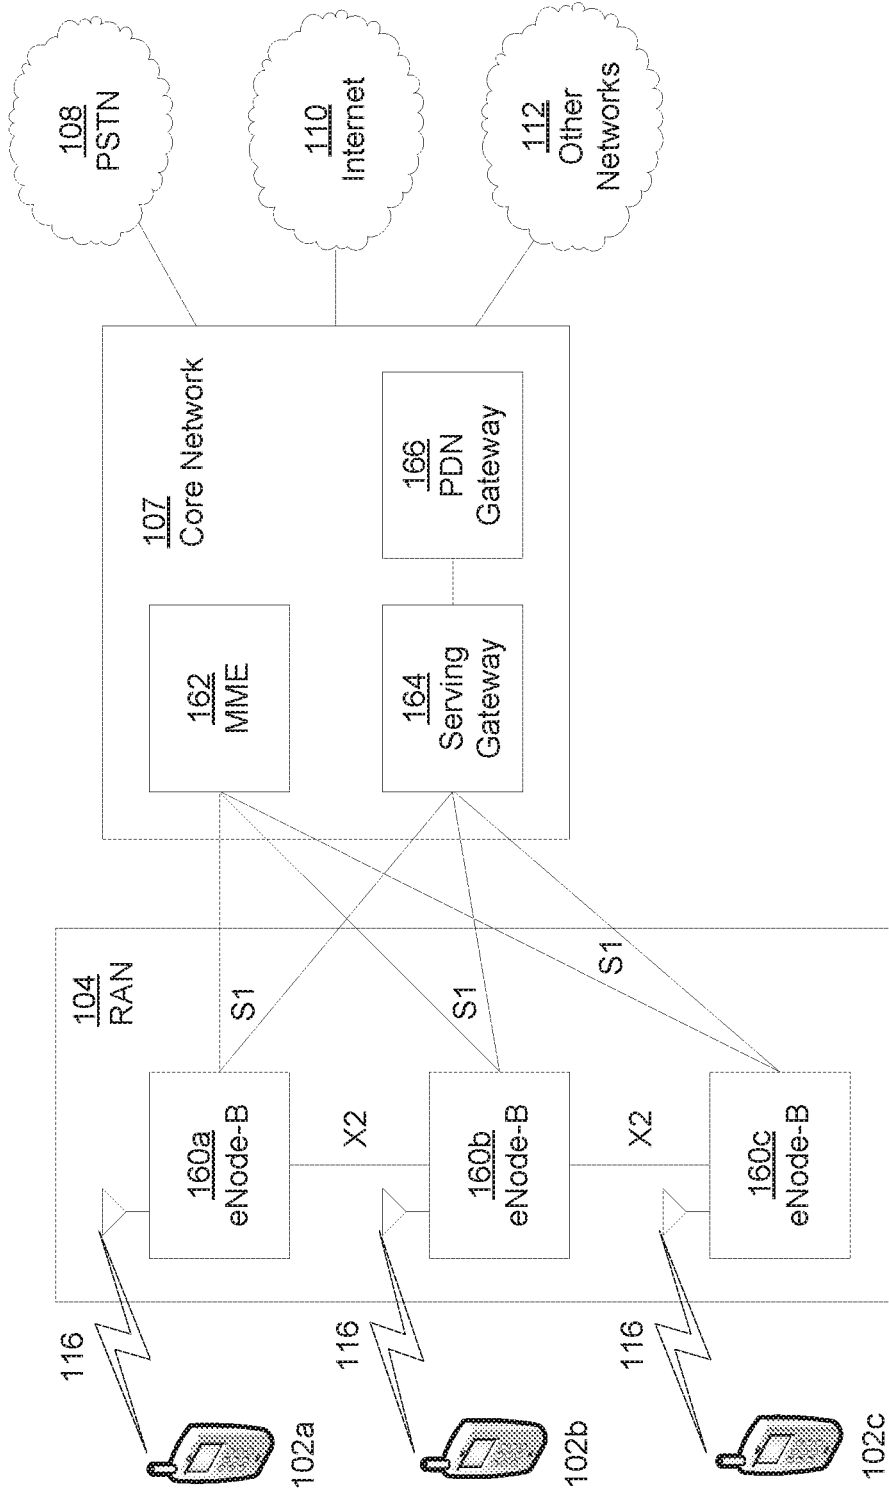 116
104
RAN
108
PSTN
107
Core Network
160a
eNode-B
162
MME
S1
102a
110
Internet
116
X2
164
Serving
Gateway
166
PDN
Gateway
S1
160b
eNode-B
102b
112
Other
Networks
S1
116
X2
160c
eNode-B
102c